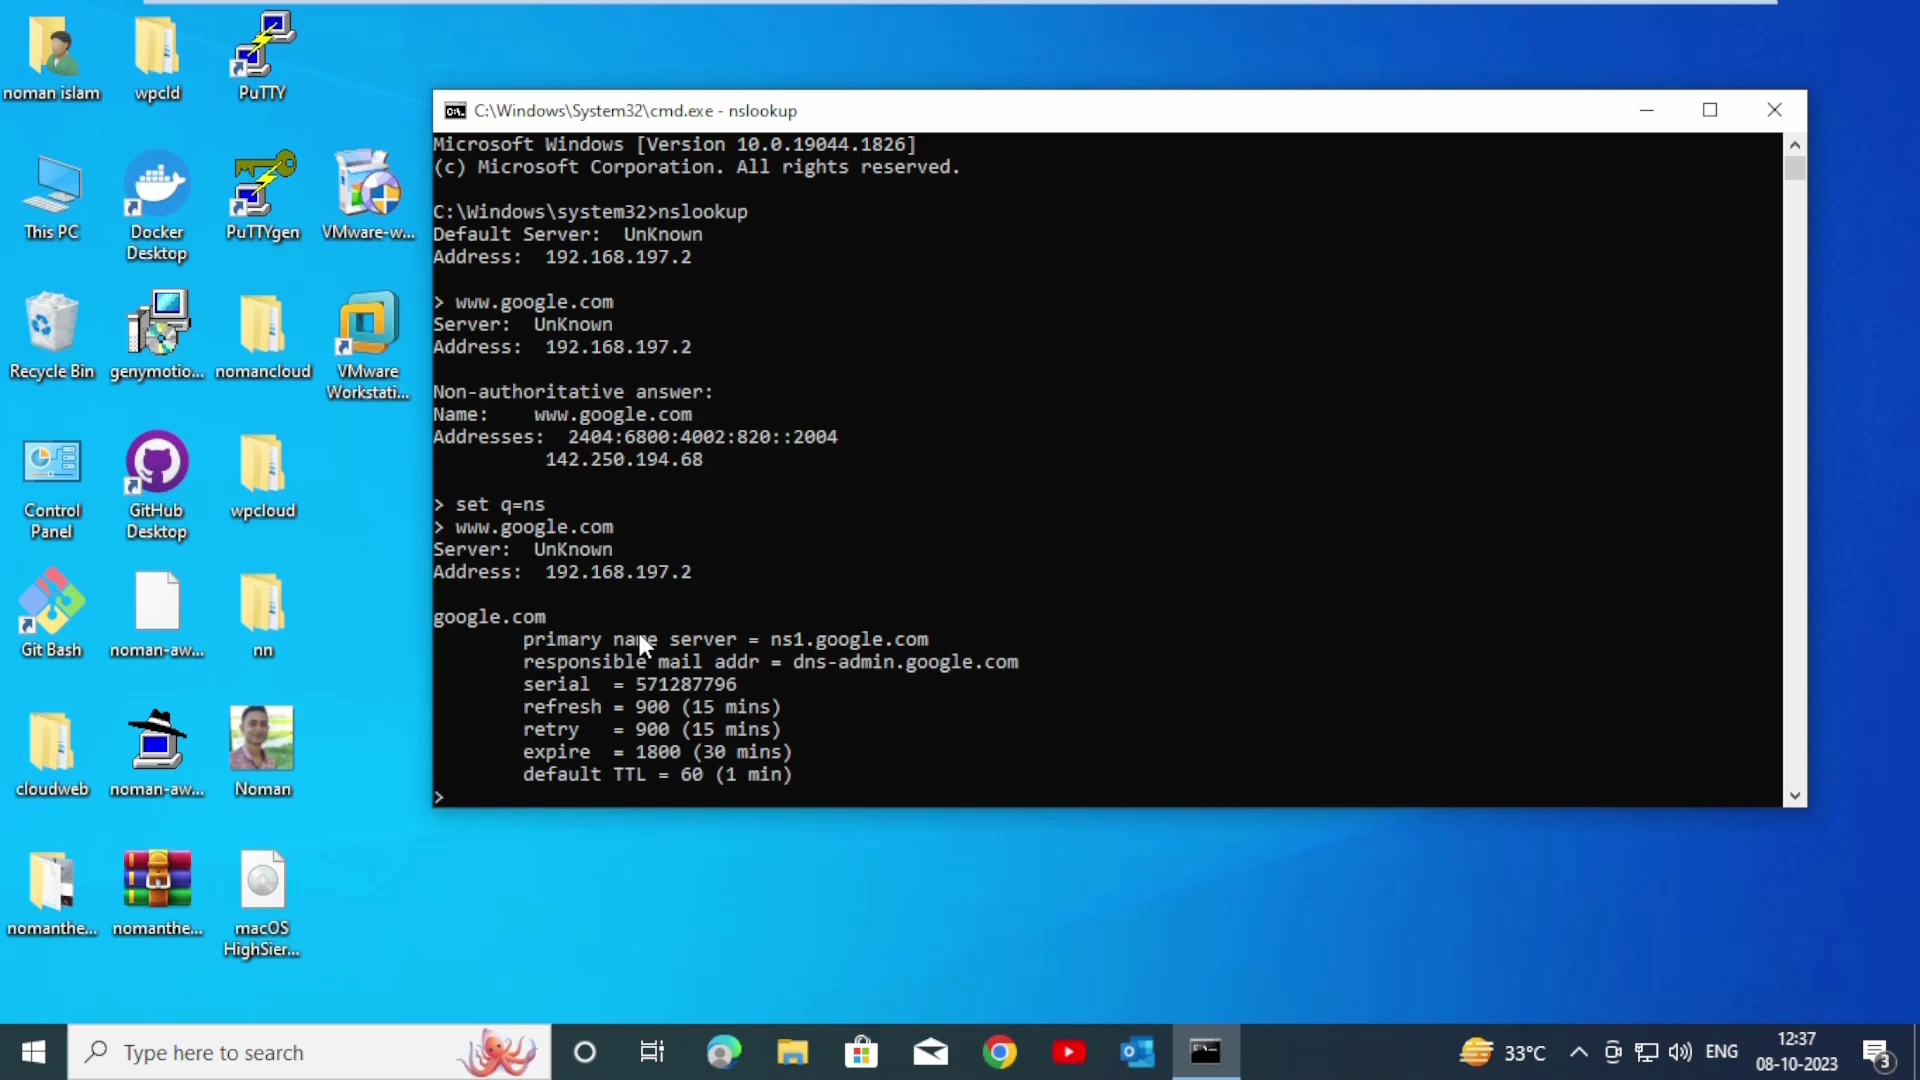 noman islam
wpcld
PuTTY
This PC
Docker
Desktop
PuTTYgen
VMware-w...
Recycle Bin
genymotio...
nomancloud
VMware
Workstati...
Control
Panel
GitHub
Desktop
wpcloud
Git Bash
noman-aw...
nn
cloudweb
noman-aw...
Noman
nomanthe...
nomanthe...
macOS
HighSier...
C:\Windows\System32\cmd.exe - nslookup
Microsoft Windows [Version 10.0.19044.1826]
(c) Microsoft Corporation. All rights reserved.
C:\Windows\system32>nslookup
Default Server:  UnKnown
Address:  192.168.197.2
> www.google.com
Server:  UnKnown
Address:  192.168.197.2
Non-authoritative answer:
Name:    www.google.com
Addresses:  2404:6800:4002:820::2004
142.250.194.68
> set q=ns
> www.google.com
Server:  UnKnown
Address:  192.168.197.2
google.com
primary name server = ns1.google.com
responsible mail addr = dns-admin.google.com
serial  = 571287796
refresh = 900 (15 mins)
retry   = 900 (15 mins)
expire  = 1800 (30 mins)
default TTL = 60 (1 min)
>
Type here to search
33°C
ENG
12:37
08-10-2023
3